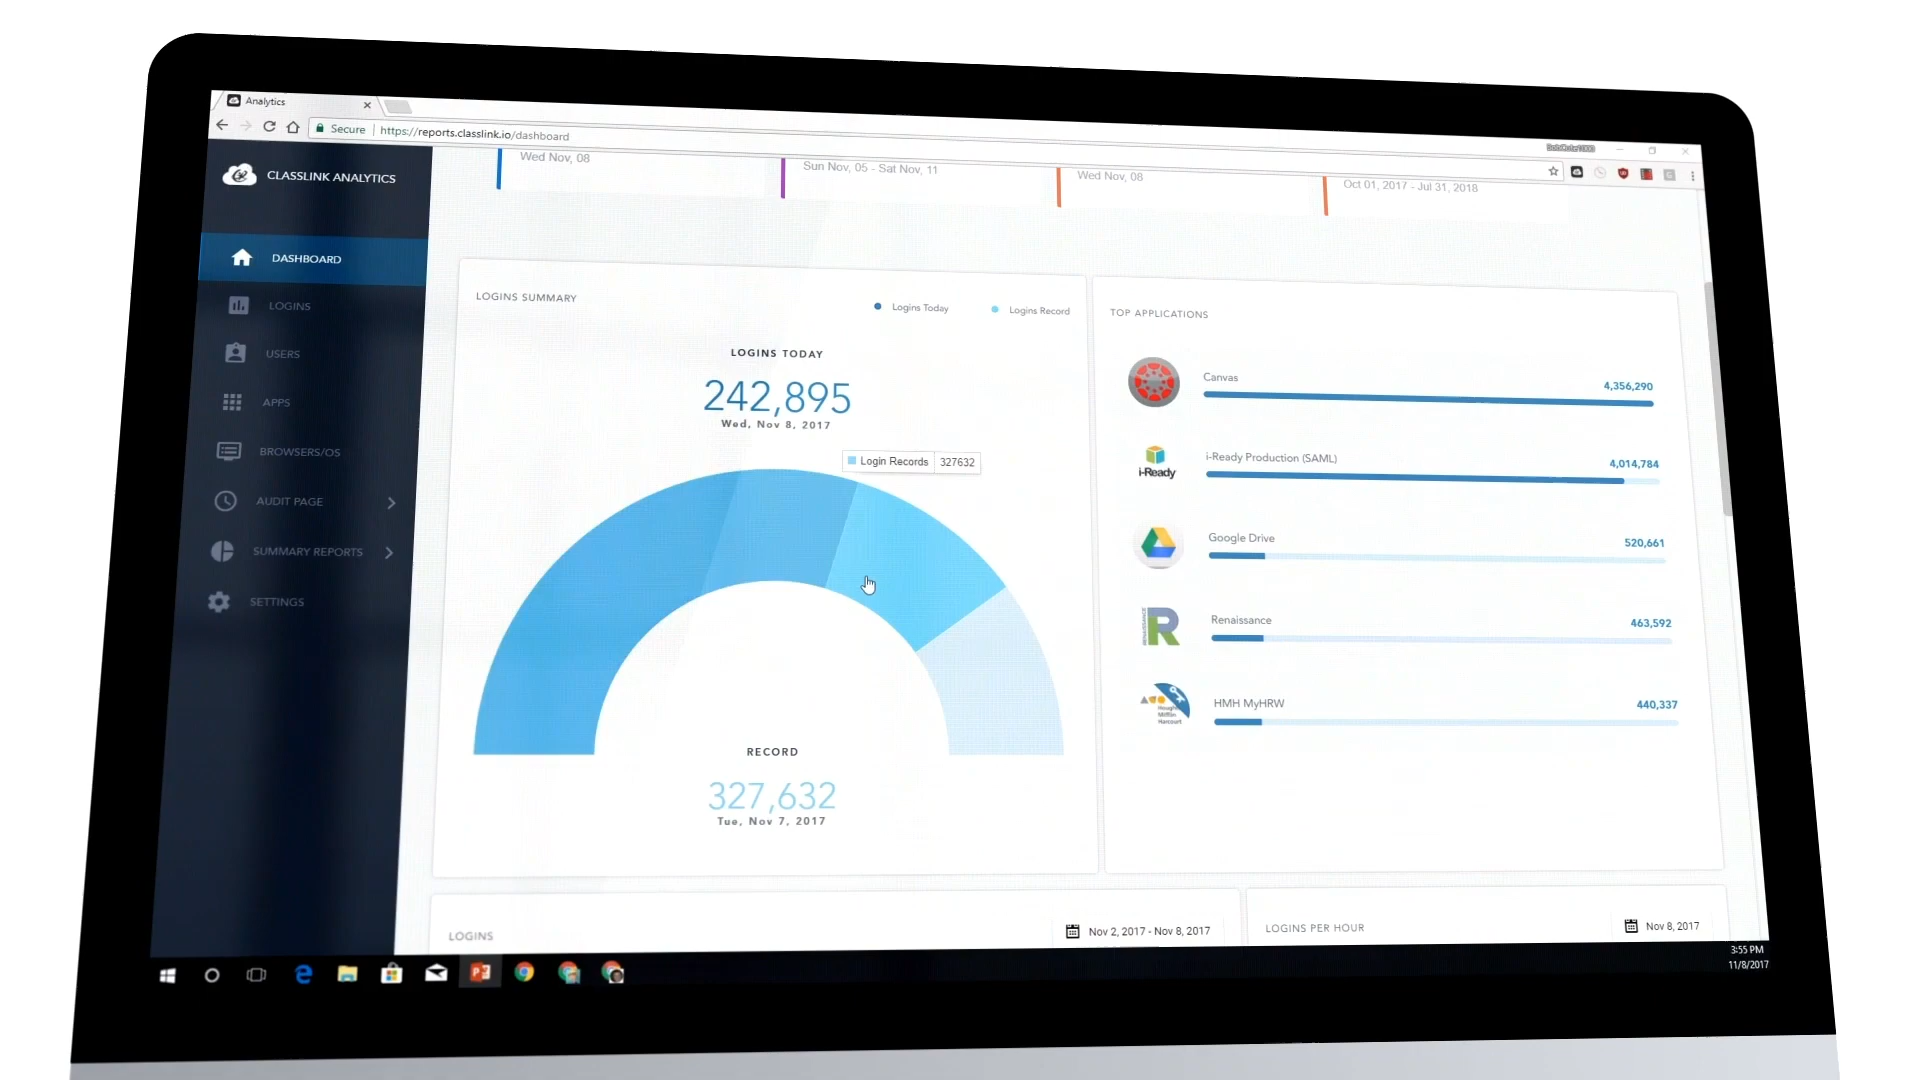 Analytics
Secure
https://reports.classlink.io/dashboard
CLASSLINK ANALYTICS
DASHBOARD
LOGINS
USERS
APPS
BROWSERS/OS
AUDIT PAGE
SUMMARY REPORTS
SETTINGS
Wed Nov, 08
Sun Nov, 05 - Sat Nov, 11
Wed Nov, 08
Oct 01, 2017 - Jul 31, 2018
LOGINS SUMMARY
Logins Today
Logins Record
LOGINS TODAY
242,895
Wed, Nov 8, 2017
Login Records 327632
RECORD
327,632
Tue, Nov 7, 2017
TOP APPLICATIONS
Canvas
4,356,290
i-Ready
i-Ready Production (SAML)
4,014,784
Google Drive
520,661
RENAISSANCE
R
Renaissance
463,592
Houghton
Mifflin
Harcourt
HMH MyHRW
440,337
LOGINS
Nov 2, 2017 - Nov 8, 2017
LOGINS PER HOUR
Nov 8, 2017
3:55 PM
11/8/2017